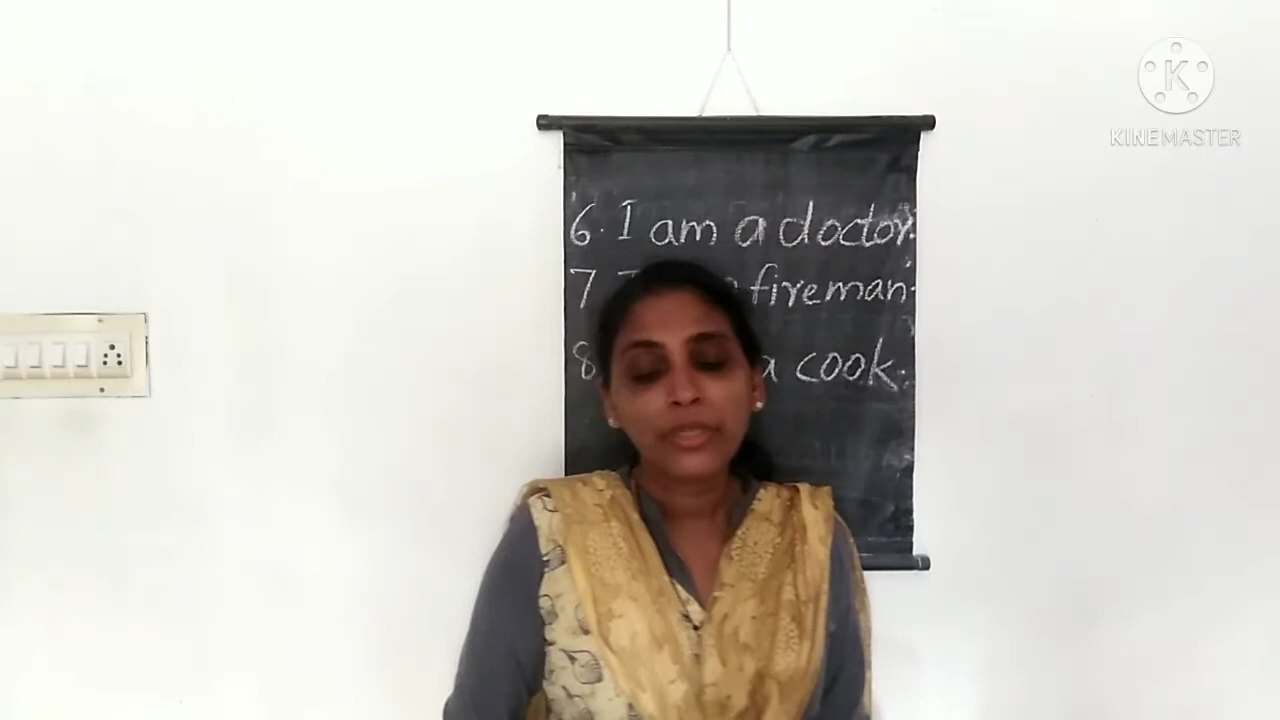 6. I am a doctor.
7 fireman.
8 a cook.
K
KINEMASTER